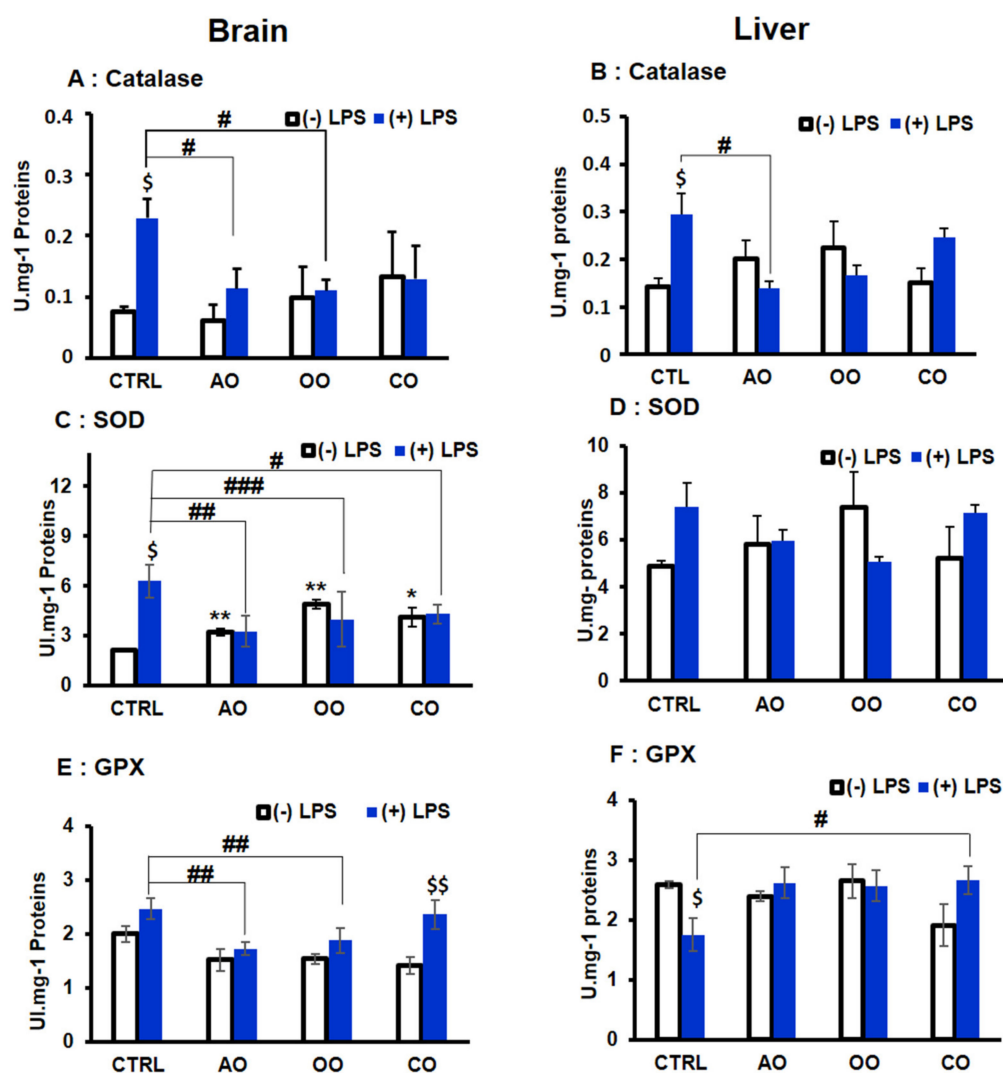 Brain
Liver
A : Catalase
(-) LPS (+) LPS
U.mg-1 Proteins
0.4
0.3
0.2
0.1
0
#
#
$
CTRL AO OO CO
B : Catalase
(-) LPS (+) LPS
U.mg-1 proteins
0.5
0.4
0.3
0.2
0.1
0
#
$
CTL AO OO CO
C : SOD
(-) LPS (+) LPS
UI.mg-1 Proteins
12
9
6
3
0
#
###
##
$
** ** *
CTRL AO OO CO
D : SOD
(-) LPS (+) LPS
U.mg- proteins
10
8
6
4
2
0
CTRL AO OO CO
E : GPX
(-) LPS (+) LPS
UI.mg-1 Proteins
4
3
2
1
0
##
##
$$
CTRL AO OO CO
F : GPX
(-) LPS (+) LPS
U.mg-1 proteins
4
3
2
1
0
#
$
CTRL AO OO CO